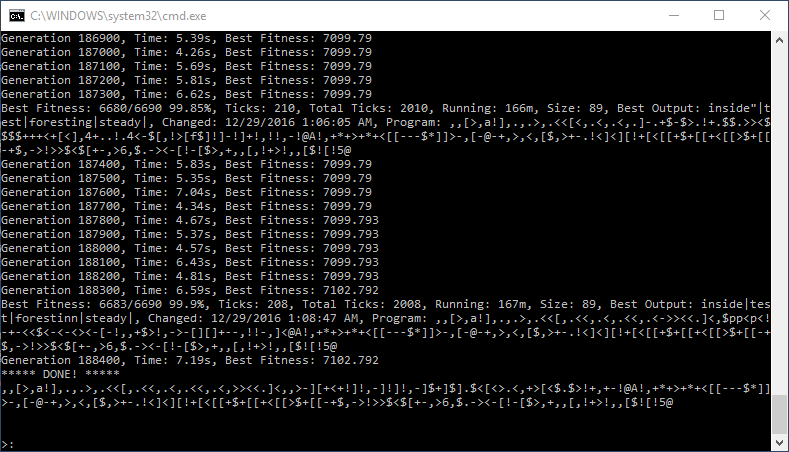 C:\WINDOWS\system32\cmd.exe
Generation 186900, Time: 5.39s, Best Fitness: 7099.79
Generation 187000, Time: 4.26s, Best Fitness: 7099.79
Generation 187100, Time: 5.69s, Best Fitness: 7099.79
Generation 187200, Time: 5.81s, Best Fitness: 7099.79
Generation 187300, Time: 6.62s, Best Fitness: 7099.79
Best Fitness: 6680/6690 99.85%, Ticks: 210, Total Ticks: 2010, Running: 166m, Size: 89, Best Output: inside"|t
est|foresting|steady|, Changed: 12/29/2016 1:06:05 AM, Program: ,,[>,a!],..,.>,.<<[<,.<,.<,.]-.+$-$>.!+.$$.>><$
$$$+++<+[<],4+..!.4<-$[,!>[f$]!]-!]+!,!!,-!@A!,+*+>+*+<[[---$*]]>-,[-@-+,>,<,[$,>+-.!<]<][!+[<[[+$+[[+<[[>$+[[
-+$,->!>>$<$[+-,>6,$.-><-[!-[$>,+,,[,!+>!,,[$![!5@
Generation 187400, Time: 5.83s, Best Fitness: 7099.79
Generation 187500, Time: 5.35s, Best Fitness: 7099.79
Generation 187600, Time: 7.04s, Best Fitness: 7099.79
Generation 187700, Time: 4.34s, Best Fitness: 7099.79
Generation 187800, Time: 4.67s, Best Fitness: 7099.793
Generation 187900, Time: 5.37s, Best Fitness: 7099.793
Generation 188000, Time: 4.57s, Best Fitness: 7099.793
Generation 188100, Time: 6.43s, Best Fitness: 7099.793
Generation 188200, Time: 4.81s, Best Fitness: 7099.793
Generation 188300, Time: 6.59s, Best Fitness: 7102.792
Best Fitness: 6683/6690 99.9%, Ticks: 208, Total Ticks: 2008, Running: 167m, Size: 89, Best Output: inside|tes
t|forestinn|steady|, Changed: 12/29/2016 1:08:47 AM, Program: ,,[>,a!],..,.>,.<<[,.<<,.<,.<<,.<->><<.]<,$pp<p<!
-+-<<$<-<-<><-[-!,,+$>!,->-[][]+--,!!-,]<@A!,+*+>+*+<[[---$*]]>-,[-@-+,>,<,[$,>+-.!<]<][!+[<[[+$+[[+<[[>$+[[-+
$,->!>>$<$[+-,>6,$.-><-[!-[$>,+,,[,!+>!,,[$![!5@
Generation 188400, Time: 7.19s, Best Fitness: 7102.792
***** DONE! *****
,,[>,a!],..,.>,.<<[,.<<,.<,.<<,.<,>><<.]<,,>-][+<+!]!,-]!]!,-]$+]$].$<[<>.<,+>[<$.$>!+,+-!@A!,+*+>+*+<[[---$*]]
>-,[-@-+,>,<,[$,>+-.!<]<][!+[<[[+$+[[+<[[>$+[[-+$,->!>>$<$[+-,>6,$.-><-[!-[$>,+,,[,!+>!,,[$![!5@
>: